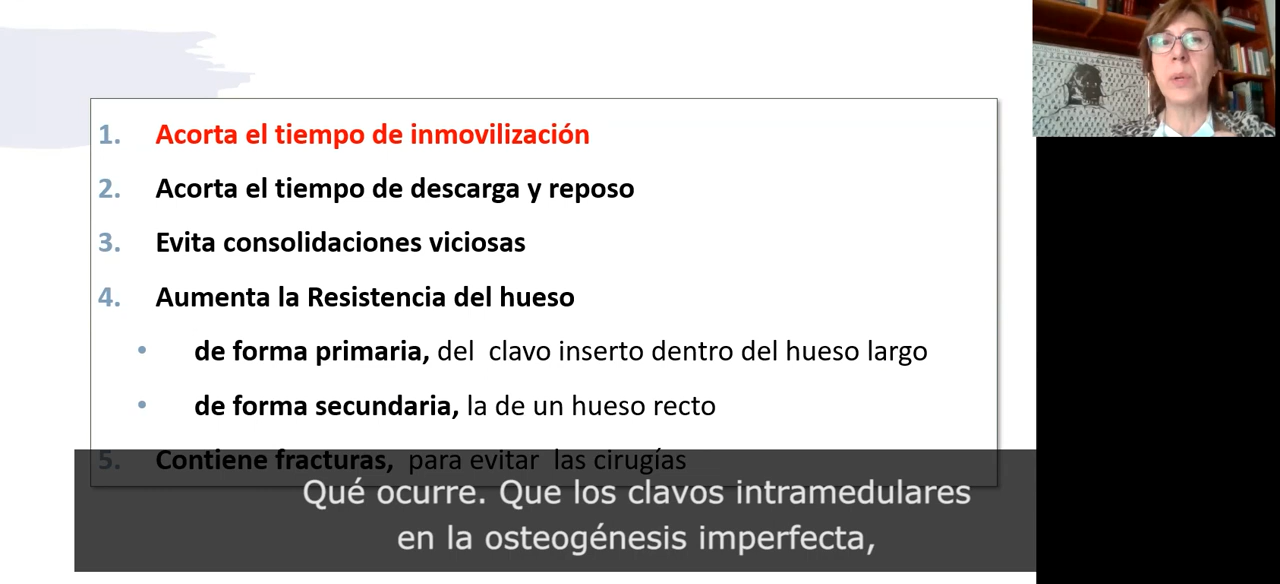 1. Acorta el tiempo de inmovilización
2. Acorta el tiempo de descarga y reposo
3. Evita consolidaciones viciosas
4. Aumenta la Resistencia del hueso
• de forma primaria, del clavo inserto dentro del hueso largo
• de forma secundaria, la de un hueso recto
5. Contiene fracturas, para evitar las cirugías
Qué ocurre. Que los clavos intramedulares
en la osteogénesis imperfecta,